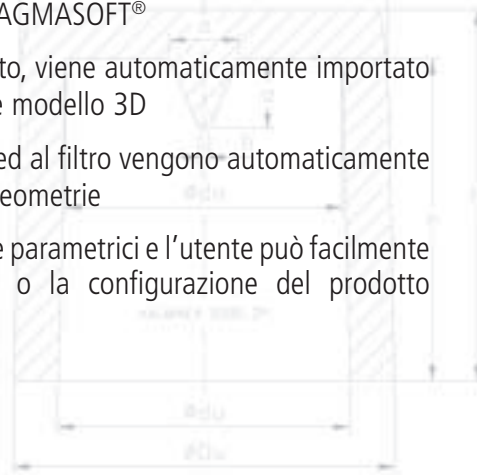 AGMASOFT®
to, viene automaticamente importato
e modello 3D
ed al filtro vengono automaticamente
eometrie
e parametrici e l’utente può facilmente
o la configurazione del prodotto